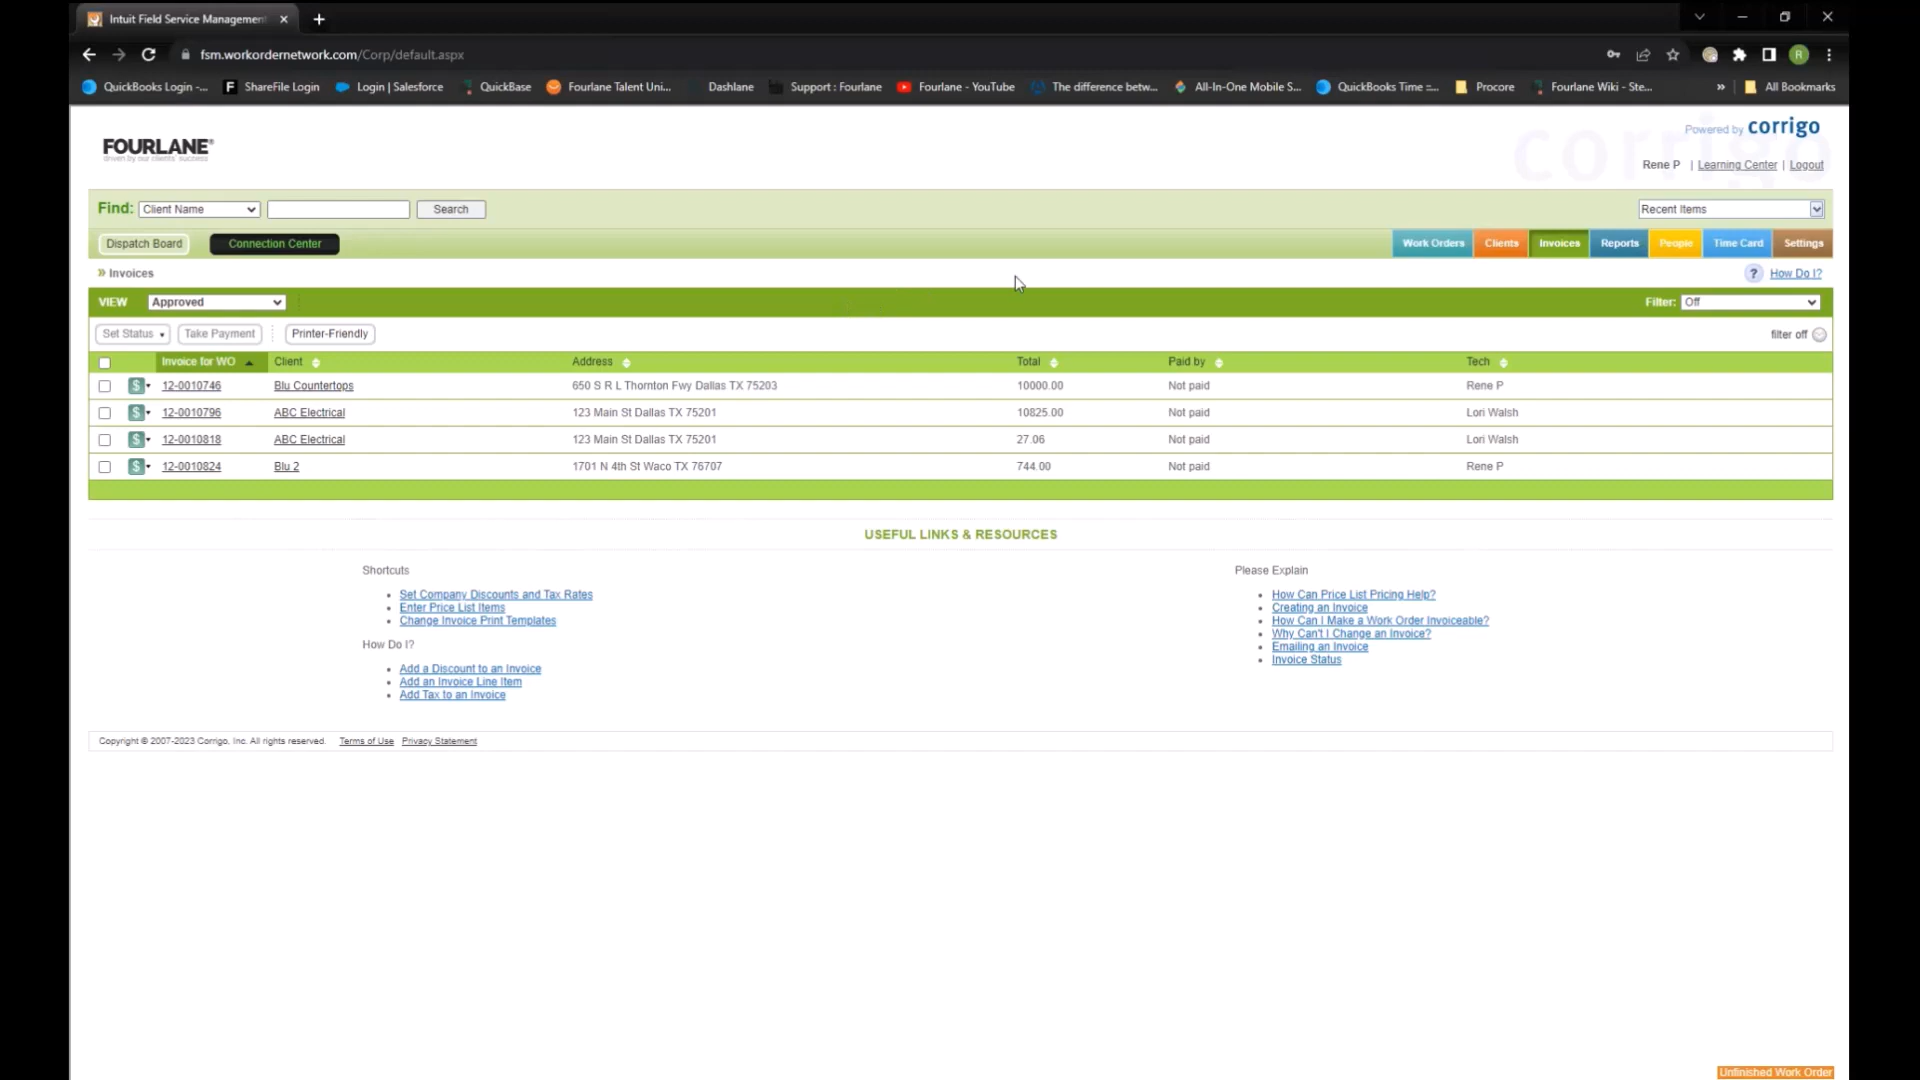 Intuit Field Service Management
fsm.workordernetwork.com/Corp/default.aspx
R
QuickBooks Login -... ShareFile Login Login | Salesforce QuickBase Fourlane Talent Uni... Dashlane Support : Fourlane Fourlane - YouTube The difference betw... All-In-One Mobile S... QuickBooks Time ::... Procore Fourlane Wiki - Ste... » All Bookmarks
FOURLANE®
driven by our clients' success
Powered by corrigo
corrigo
Rene P | Learning Center | Logout
Find: Client Name Search Recent Items
Dispatch Board Connection Center Work Orders Clients Invoices Reports People Time Card Settings
» Invoices ? How Do I?
VIEW Approved Filter: Off
Set Status Take Payment Printer-Friendly filter off
Invoice for WO Client Address Total Paid by Tech
$ 12-0010746 Blu Countertops 650 S R L Thornton Fwy Dallas TX 75203 10000.00 Not paid Rene P
$ 12-0010796 ABC Electrical 123 Main St Dallas TX 75201 10825.00 Not paid Lori Walsh
$ 12-0010818 ABC Electrical 123 Main St Dallas TX 75201 27.06 Not paid Lori Walsh
$ 12-0010824 Blu 2 1701 N 4th St Waco TX 76707 744.00 Not paid Rene P
USEFUL LINKS & RESOURCES
Shortcuts
• Set Company Discounts and Tax Rates
• Enter Price List Items
• Change Invoice Print Templates
How Do I?
• Add a Discount to an Invoice
• Add an Invoice Line Item
• Add Tax to an Invoice
Please Explain
• How Can Price List Pricing Help?
• Creating an Invoice
• How Can I Make a Work Order Invoiceable?
• Why Can't I Change an Invoice?
• Emailing an Invoice
• Invoice Status
Copyright © 2007-2023 Corrigo, Inc. All rights reserved. Terms of Use Privacy Statement
Unfinished Work Order